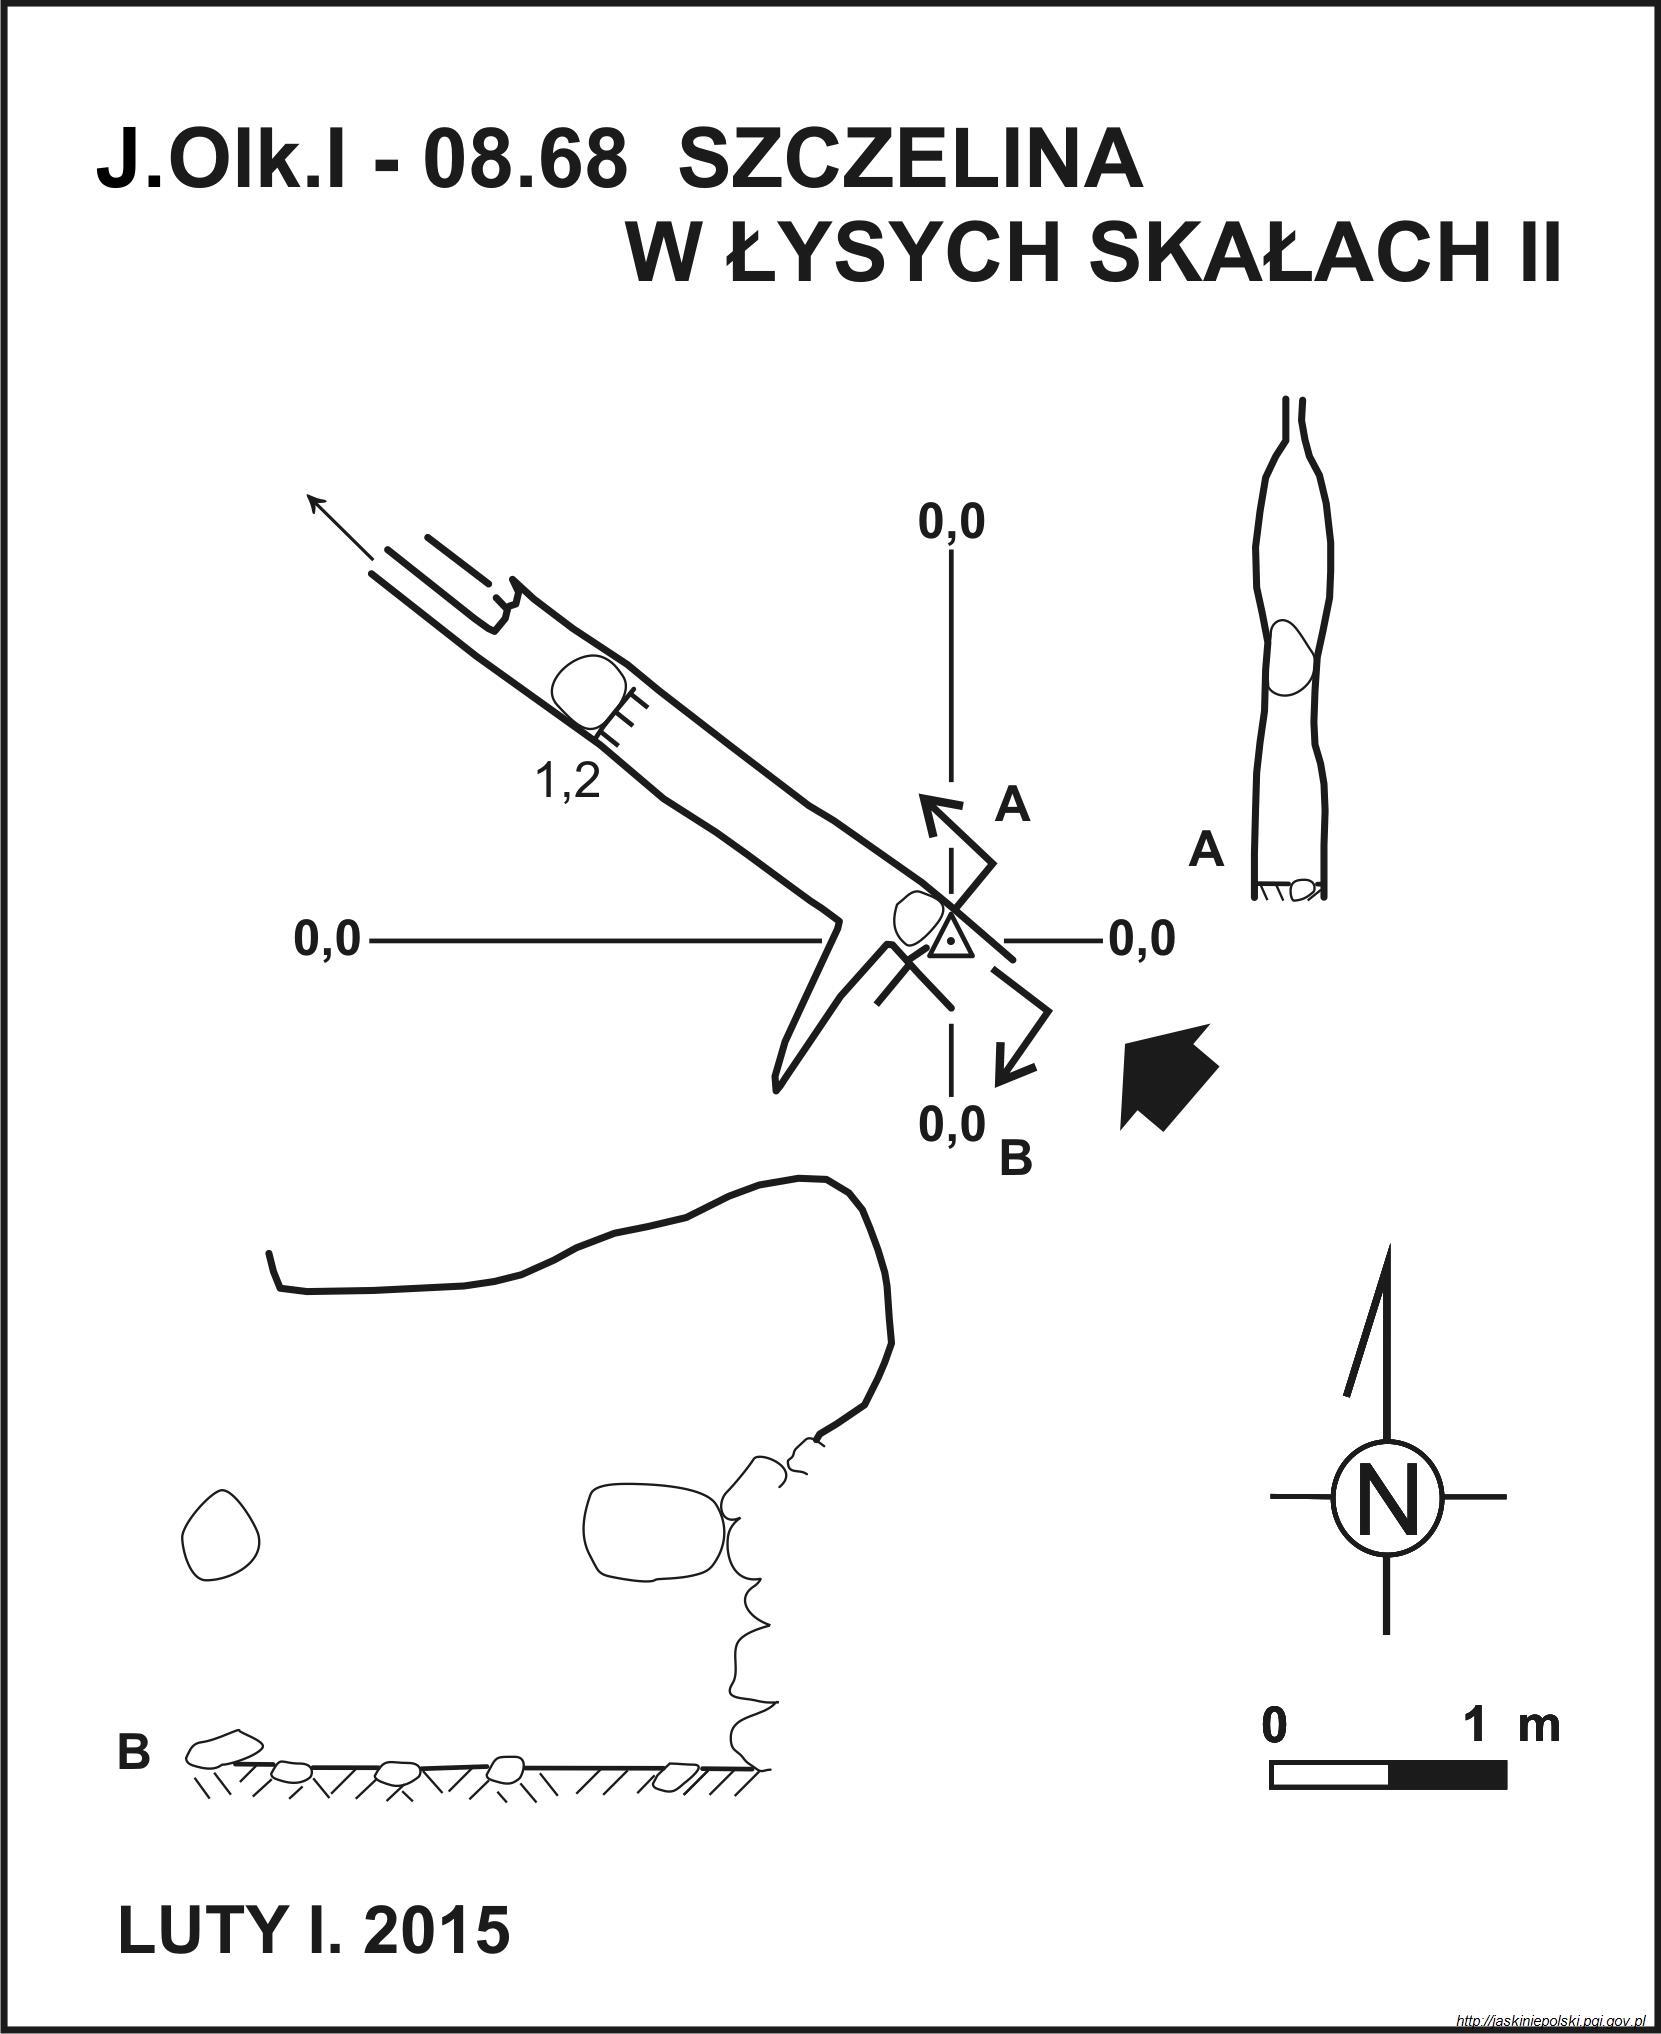 J.Olk.I - 08.68 SZCZELINA
W ŁYSYCH SKAŁACH II
0,0
1,2
A
A
0,0
0,0
0,0
B
N
B
0 1 m
LUTY I. 2015
http://jaskiniepolski.pgi.gov.pl